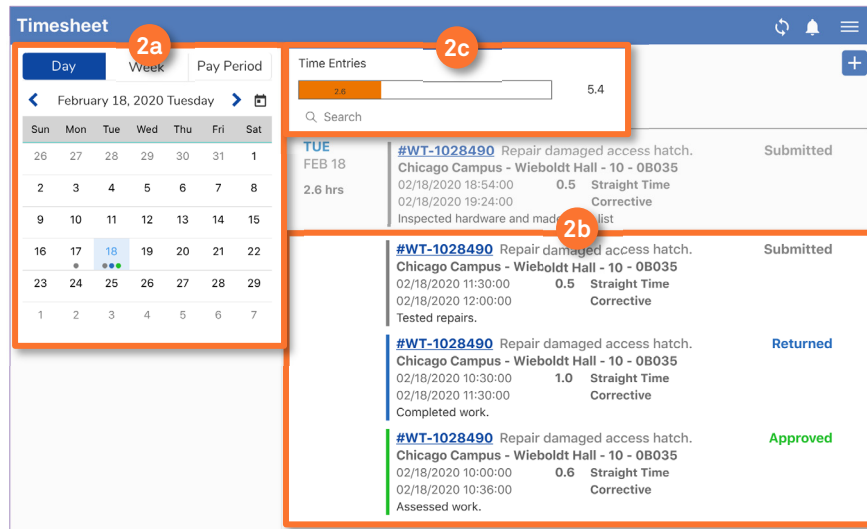 Timesheet
2a
2c
Day Week Pay Period
February 18, 2020 Tuesday
Sun Mon Tue Wed Thu Fri Sat
26 27 28 29 30 31 1
2 3 4 5 6 7 8
9 10 11 12 13 14 15
16 17 18 19 20 21 22
23 24 25 26 27 28 29
1 2 3 4 5 6 7
Time Entries
2.6 5.4
Search
TUE
FEB 18
2.6 hrs
#WT-1028490 Repair damaged access hatch. Submitted
Chicago Campus - Wieboldt Hall - 10 - 0B035
02/18/2020 18:54:00 0.5 Straight Time
02/18/2020 19:24:00 Corrective
Inspected hardware and made list
2b
#WT-1028490 Repair damaged access hatch. Submitted
Chicago Campus - Wieboldt Hall - 10 - 0B035
02/18/2020 11:30:00 0.5 Straight Time
02/18/2020 12:00:00 Corrective
Tested repairs.
#WT-1028490 Repair damaged access hatch. Returned
Chicago Campus - Wieboldt Hall - 10 - 0B035
02/18/2020 10:30:00 1.0 Straight Time
02/18/2020 11:30:00 Corrective
Completed work.
#WT-1028490 Repair damaged access hatch. Approved
Chicago Campus - Wieboldt Hall - 10 - 0B035
02/18/2020 10:00:00 0.6 Straight Time
02/18/2020 10:36:00 Corrective
Assessed work.